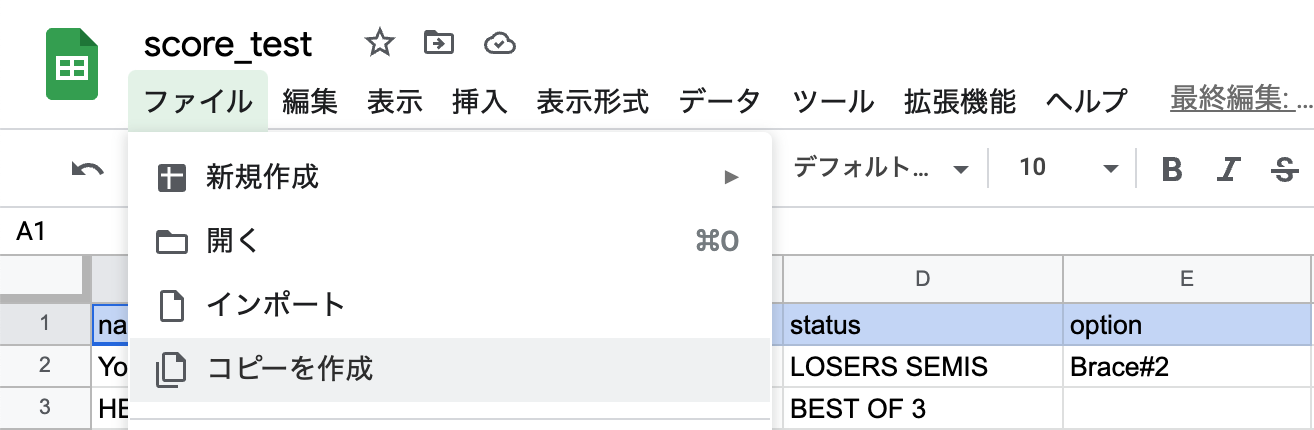 score_test
ファイル 編集 表示 挿入 表示形式 データ ツール 拡張機能 ヘルプ 最終編集: ...
新規作成
デフォルト... 10 B I S
A1
開く ⌘O
D E
インポート
1 na status option
2 Yo コピーを作成 LOSERS SEMIS Brace#2
3 HE BEST OF 3